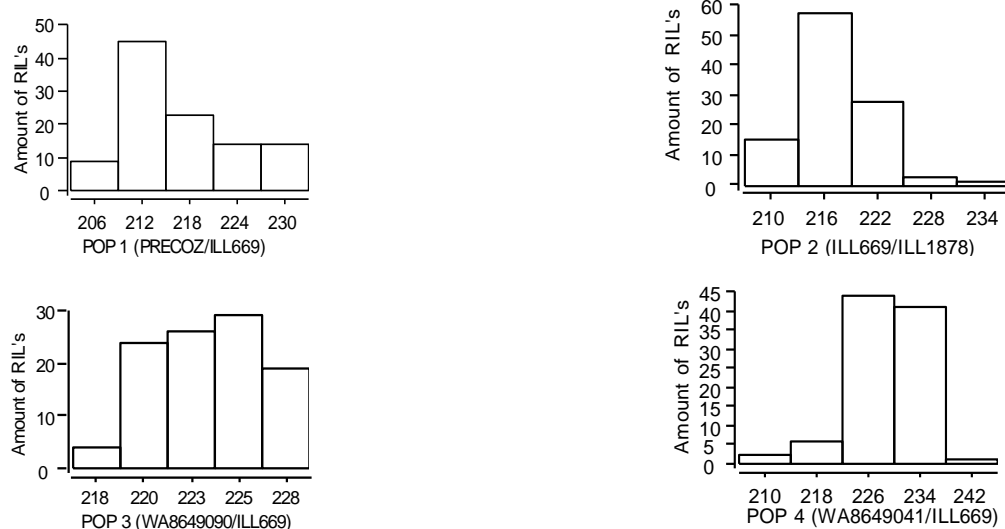 Amount of RIL's
50
40
30
20
10
0
206 212 218 224 230
POP 1 (PRECOZ/ILL669)
Amount of RIL's
60
50
40
30
20
10
0
210 216 222 228 234
POP 2 (ILL669/ILL1878)
Amount of RIL's
30
20
10
0
218 220 223 225 228
POP 3 (WA8649090/ILL669)
Amount of RIL's
45
40
35
30
25
20
15
10
5
0
210 218 226 234 242
POP 4 (WA8649041/ILL669)